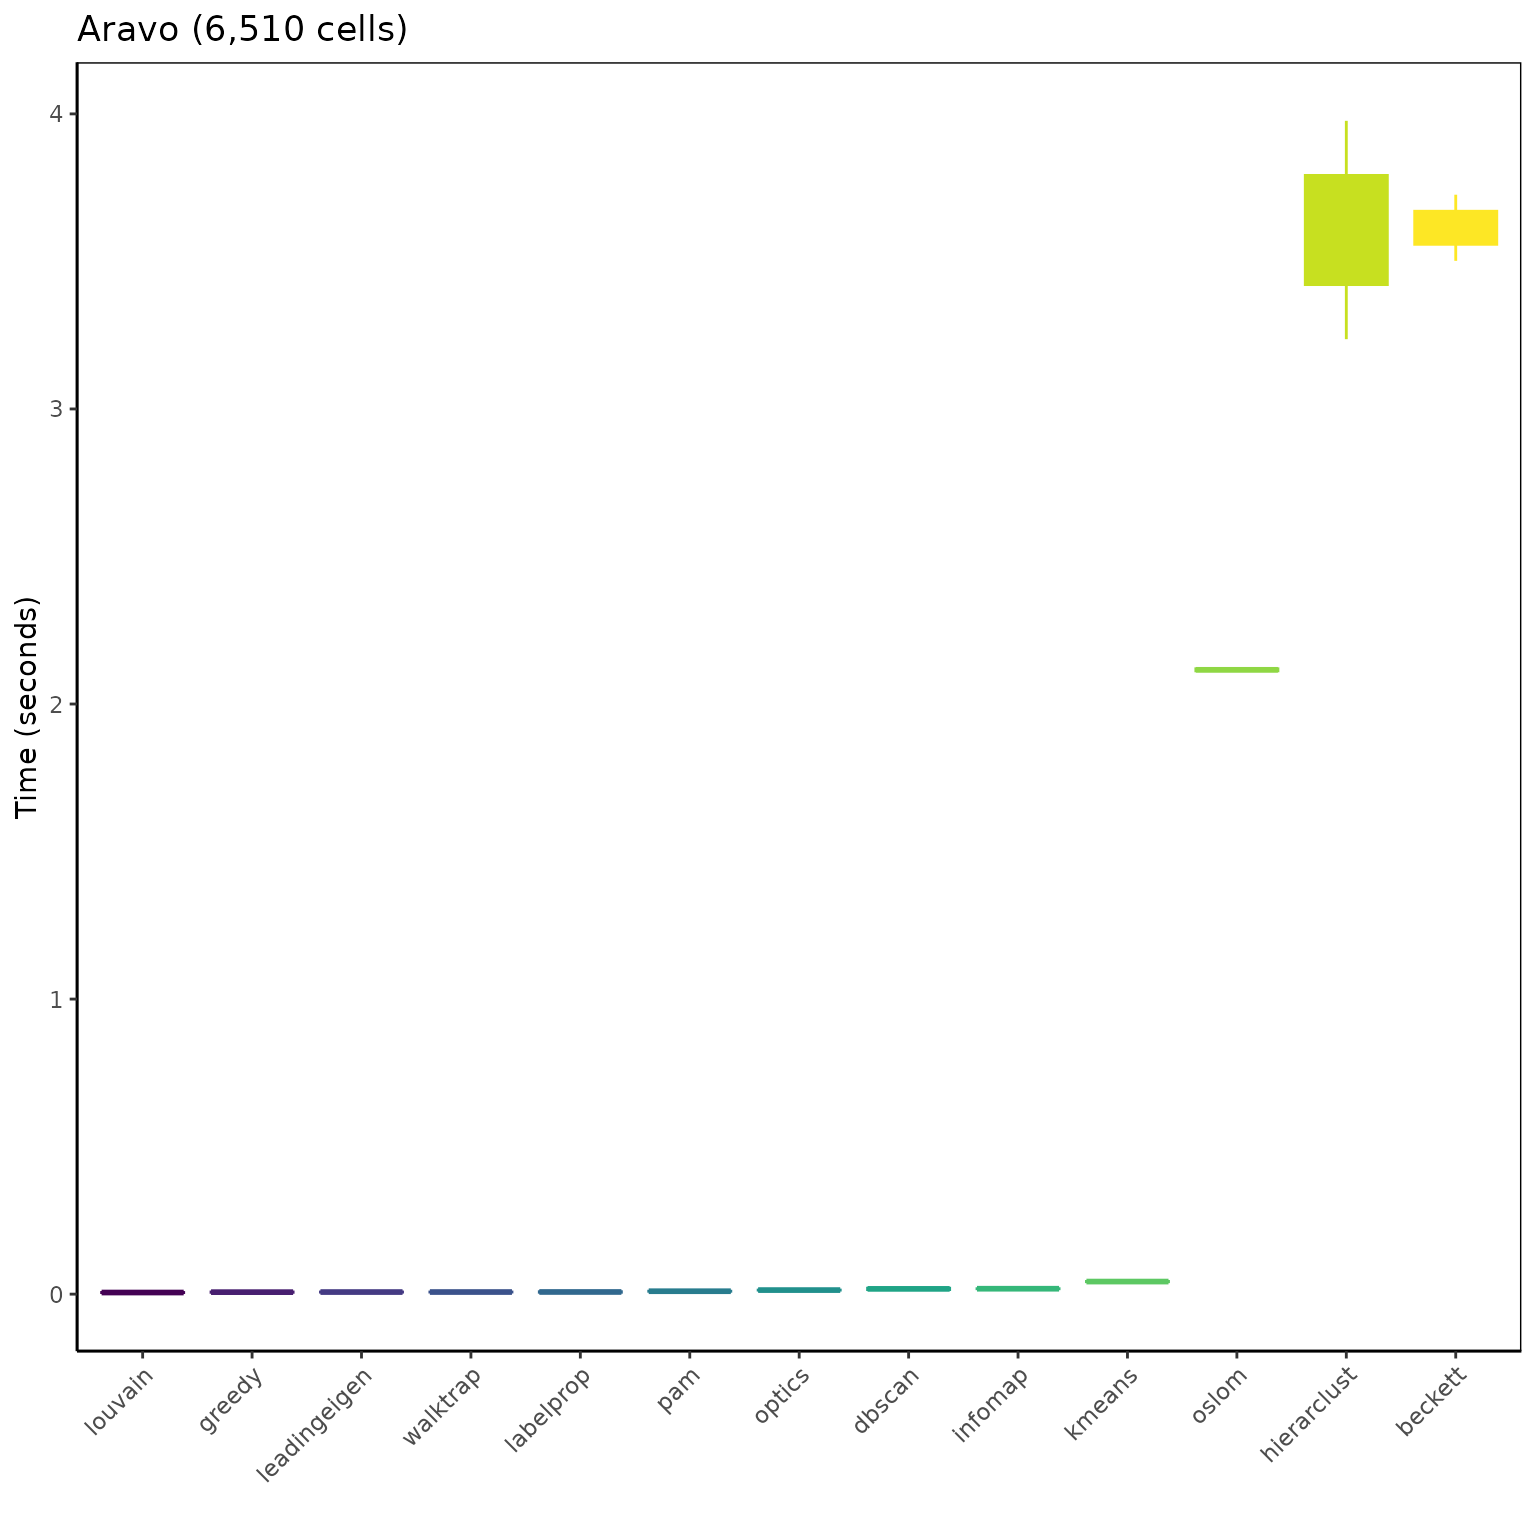 Aravo (6,510 cells)
Time (seconds)
4
3
2
1
0
louvain
greedy
leadingeigen
walktrap
labelprop
pam
optics
dbscan
infomap
kmeans
oslom
hierarclust
beckett